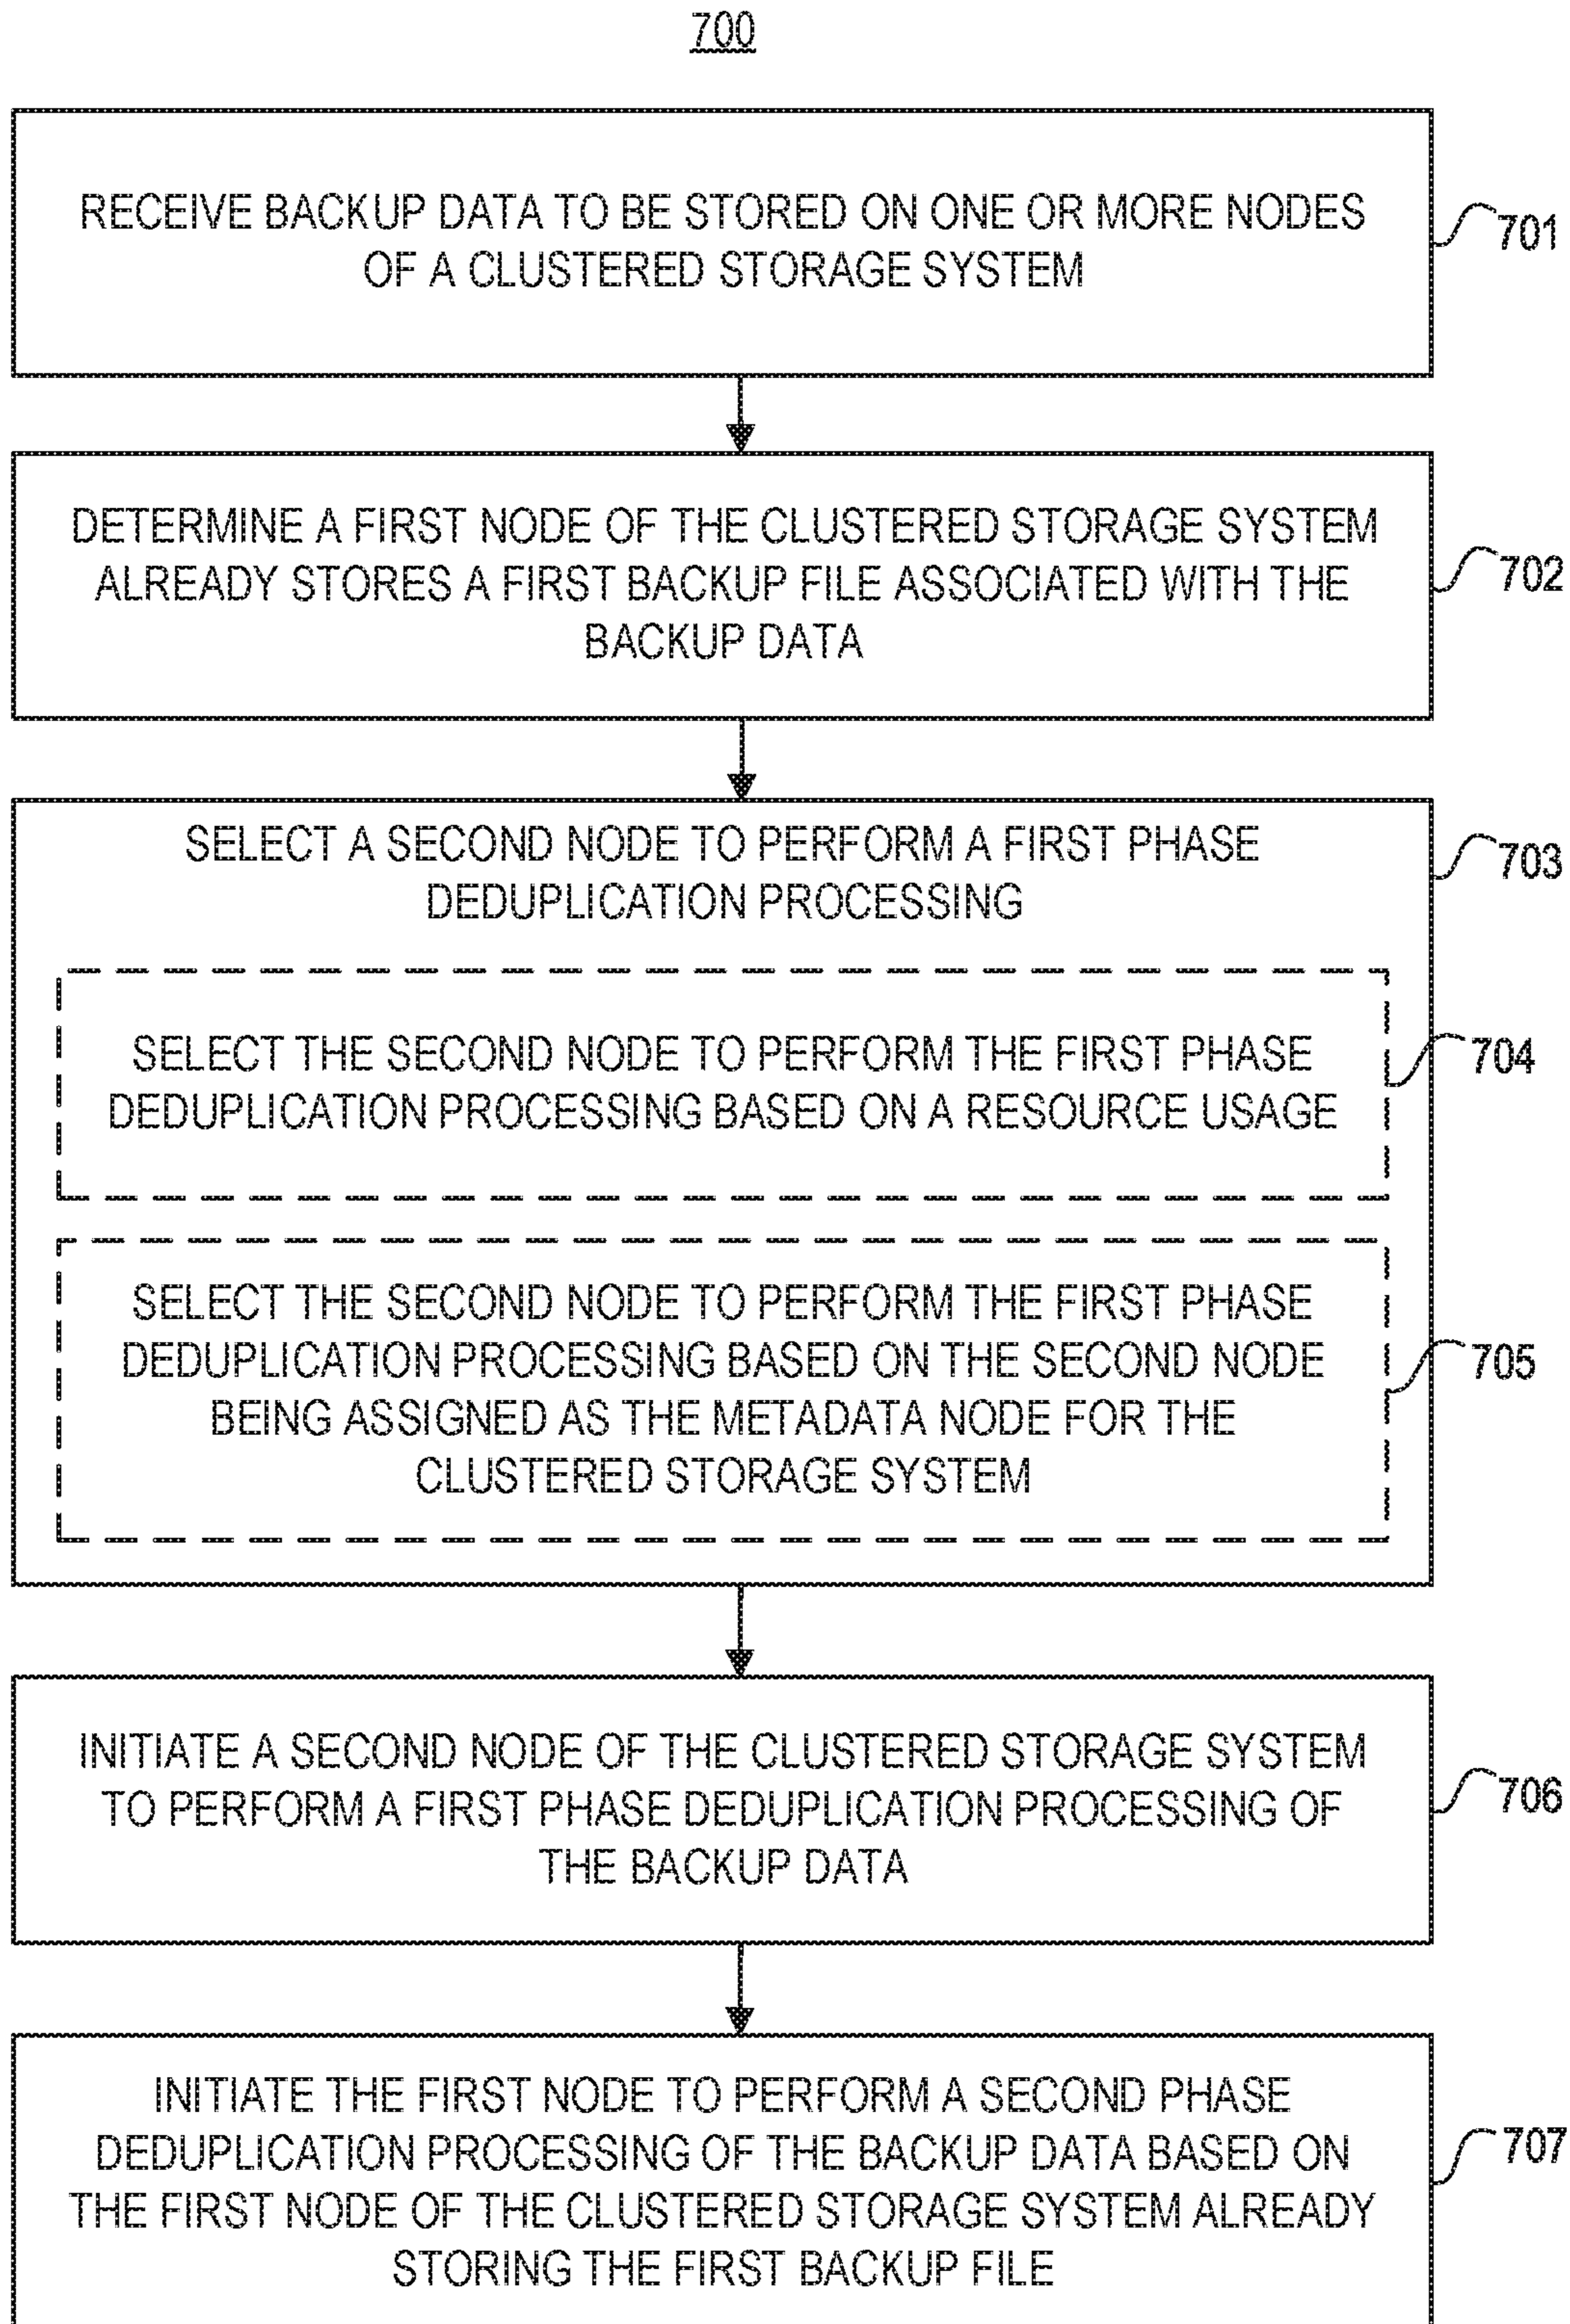 700
RECEIVE BACKUP DATA TO BE STORED ON ONE OR MORE NODES
OF A CLUSTERED STORAGE SYSTEM
701
DETERMINE A FIRST NODE OF THE CLUSTERED STORAGE SYSTEM
ALREADY STORES A FIRST BACKUP FILE ASSOCIATED WITH THE
BACKUP DATA
702
SELECT A SECOND NODE TO PERFORM A FIRST PHASE
DEDUPLICATION PROCESSING
703
SELECT THE SECOND NODE TO PERFORM THE FIRST PHASE
DEDUPLICATION PROCESSING BASED ON A RESOURCE USAGE
704
SELECT THE SECOND NODE TO PERFORM THE FIRST PHASE
DEDUPLICATION PROCESSING BASED ON THE SECOND NODE
BEING ASSIGNED AS THE METADATA NODE FOR THE
CLUSTERED STORAGE SYSTEM
705
INITIATE A SECOND NODE OF THE CLUSTERED STORAGE SYSTEM
TO PERFORM A FIRST PHASE DEDUPLICATION PROCESSING OF
THE BACKUP DATA
706
INITIATE THE FIRST NODE TO PERFORM A SECOND PHASE
DEDUPLICATION PROCESSING OF THE BACKUP DATA BASED ON
THE FIRST NODE OF THE CLUSTERED STORAGE SYSTEM ALREADY
STORING THE FIRST BACKUP FILE
707